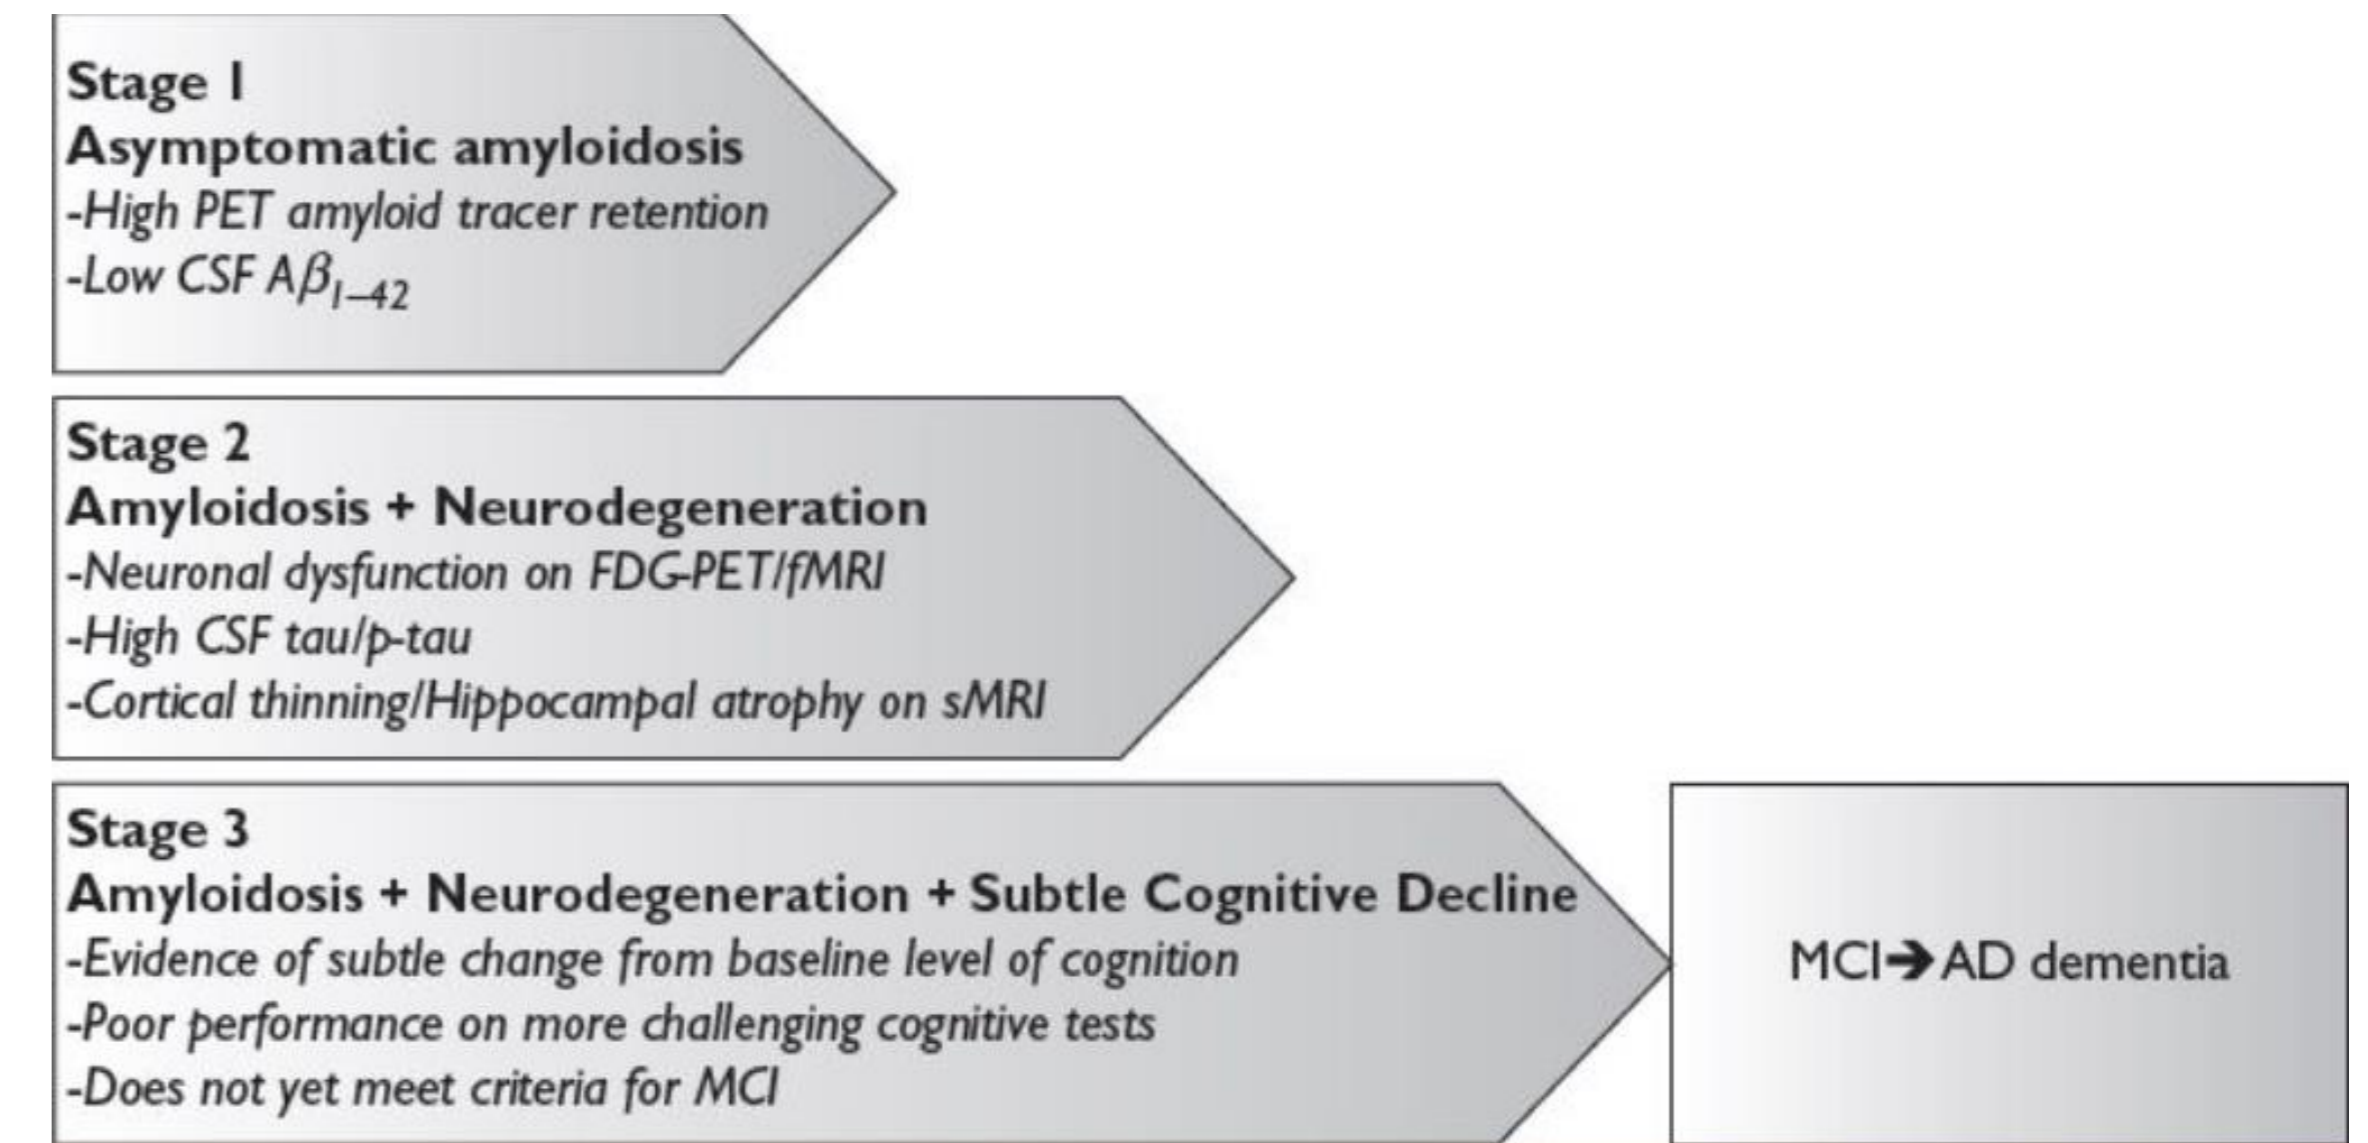 Stage 1
Asymptomatic amyloidosis
-High PET amyloid tracer retention
-Low CSF Aβ1–42
Stage 2
Amyloidosis + Neurodegeneration
-Neuronal dysfunction on FDG-PET/fMRI
-High CSF tau/p-tau
-Cortical thinning/Hippocampal atrophy on sMRI
Stage 3
Amyloidosis + Neurodegeneration + Subtle Cognitive Decline
-Evidence of subtle change from baseline level of cognition
-Poor performance on more challenging cognitive tests
-Does not yet meet criteria for MCI
MCI➔AD dementia